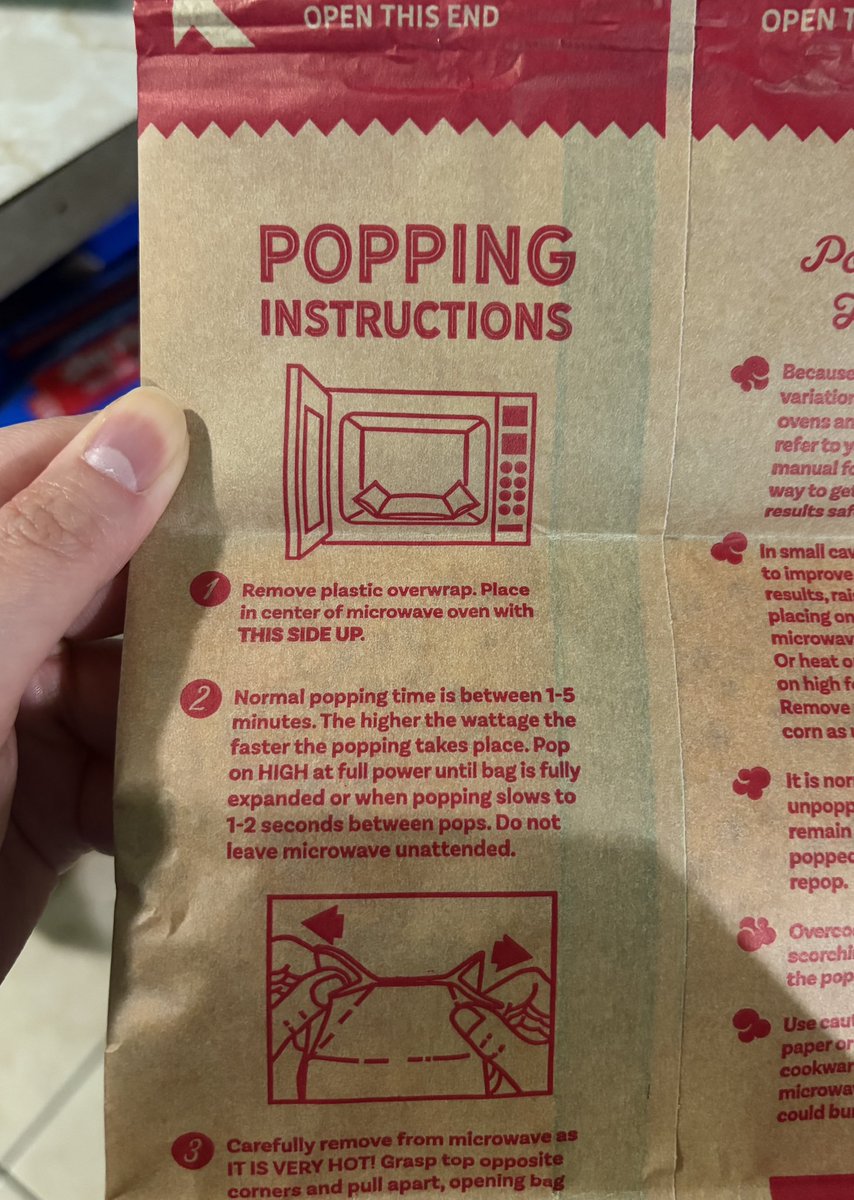 OPEN THIS END
OPEN
POPPING
INSTRUCTIONS
1 Remove plastic overwrap. Place
in center of microwave oven with
THIS SIDE UP.
2 Normal popping time is between 1-5
minutes. The higher the wattage the
faster the popping takes place. Pop
on HIGH at full power until bag is fully
expanded or when popping slows to
1-2 seconds between pops. Do not
leave microwave unattended.
3 Carefully remove from microwave as
IT IS VERY HOT! Grasp top opposite
corners and pull apart, opening bag
Because
variation
ovens an
refer to y
manual fo
way to get
results saf
In small cav
to improve
results, rai
placing on
microwav
Or heat o
on high f
Remove
corn as
It is nor
unpopp
remain
popped
repop.
Overcoo
scorchi
the pop
Use caut
paper or
cookwar
microwa
could bu